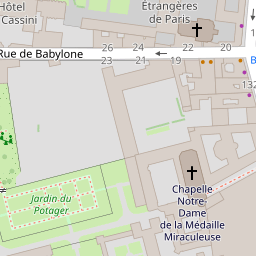 Hôtel
Cassini
Étrangères
de Paris
Rue de Babylone
26 24 22 20
23 21 19
132
Jardin du
Potager
Chapelle
Notre-
Dame
de la Médaille
Miraculeuse